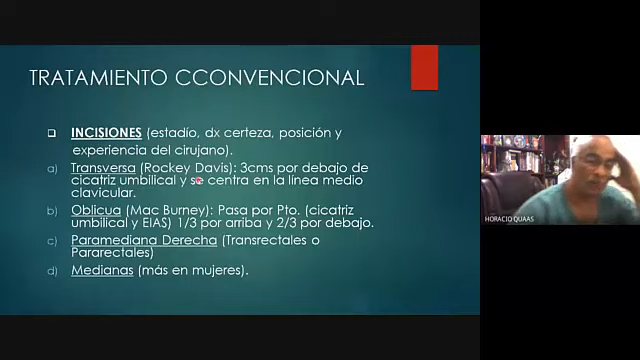 TRATAMIENTO CCONVENCIONAL
INCISIONES (estadío, dx certeza, posición y
experiencia del cirujano).
a) Transversa (Rockey Davis): 3cms por debajo de
cicatriz umbilical y se centra en la línea medio
clavicular.
b) Oblicua (Mac Burney): Pasa por Pto. (cicatriz
umbilical y EIAS) 1/3 por arriba y 2/3 por debajo.
c) Paramediana Derecha (Transrectales o
Pararectales)
d) Medianas (más en mujeres).
HORACIO QUAAS